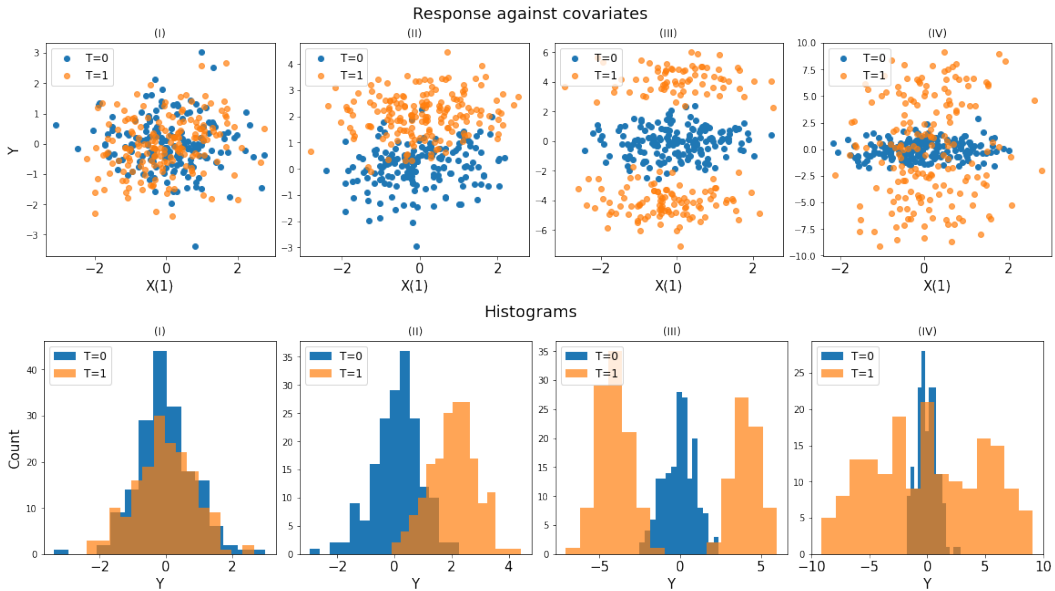 Response against covariates
(I)
(II)
(III)
(IV)
T=0
T=1
T=0
T=1
T=0
T=1
T=0
T=1
Y
3
2
1
0
−1
−2
−3
4
3
2
1
0
−1
−2
−3
6
4
2
0
−2
−4
−6
10.0
7.5
5.0
2.5
0.0
−2.5
−5.0
−7.5
−10.0
−2 0 2
−2 0 2
−2 0 2
−2 0 2
X(1)
X(1)
X(1)
X(1)
Histograms
(I)
(II)
(III)
(IV)
T=0
T=1
T=0
T=1
T=0
T=1
T=0
T=1
Count
40
30
20
10
0
35
30
25
20
15
10
5
0
35
30
25
20
15
10
5
0
25
20
15
10
5
0
−2 0 2
−2 0 2 4
−5 0 5
−10 −5 0 5 10
Y
Y
Y
Y